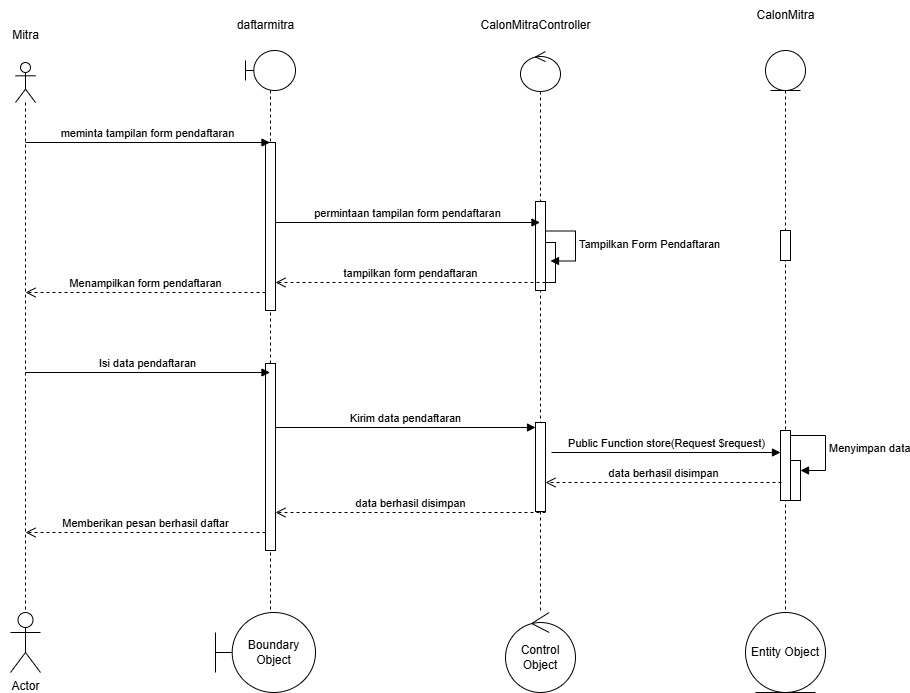 Mitra
daftarmitra
CalonMitraController
CalonMitra
meminta tampilan form pendaftaran
permintaan tampilan form pendaftaran
Tampilkan Form Pendaftaran
tampilkan form pendaftaran
Menampilkan form pendaftaran
Isi data pendaftaran
Kirim data pendaftaran
Public Function store(Request $request)
Menyimpan data
data berhasil disimpan
data berhasil disimpan
Memberikan pesan berhasil daftar
Actor
Boundary
Object
Control
Object
Entity Object